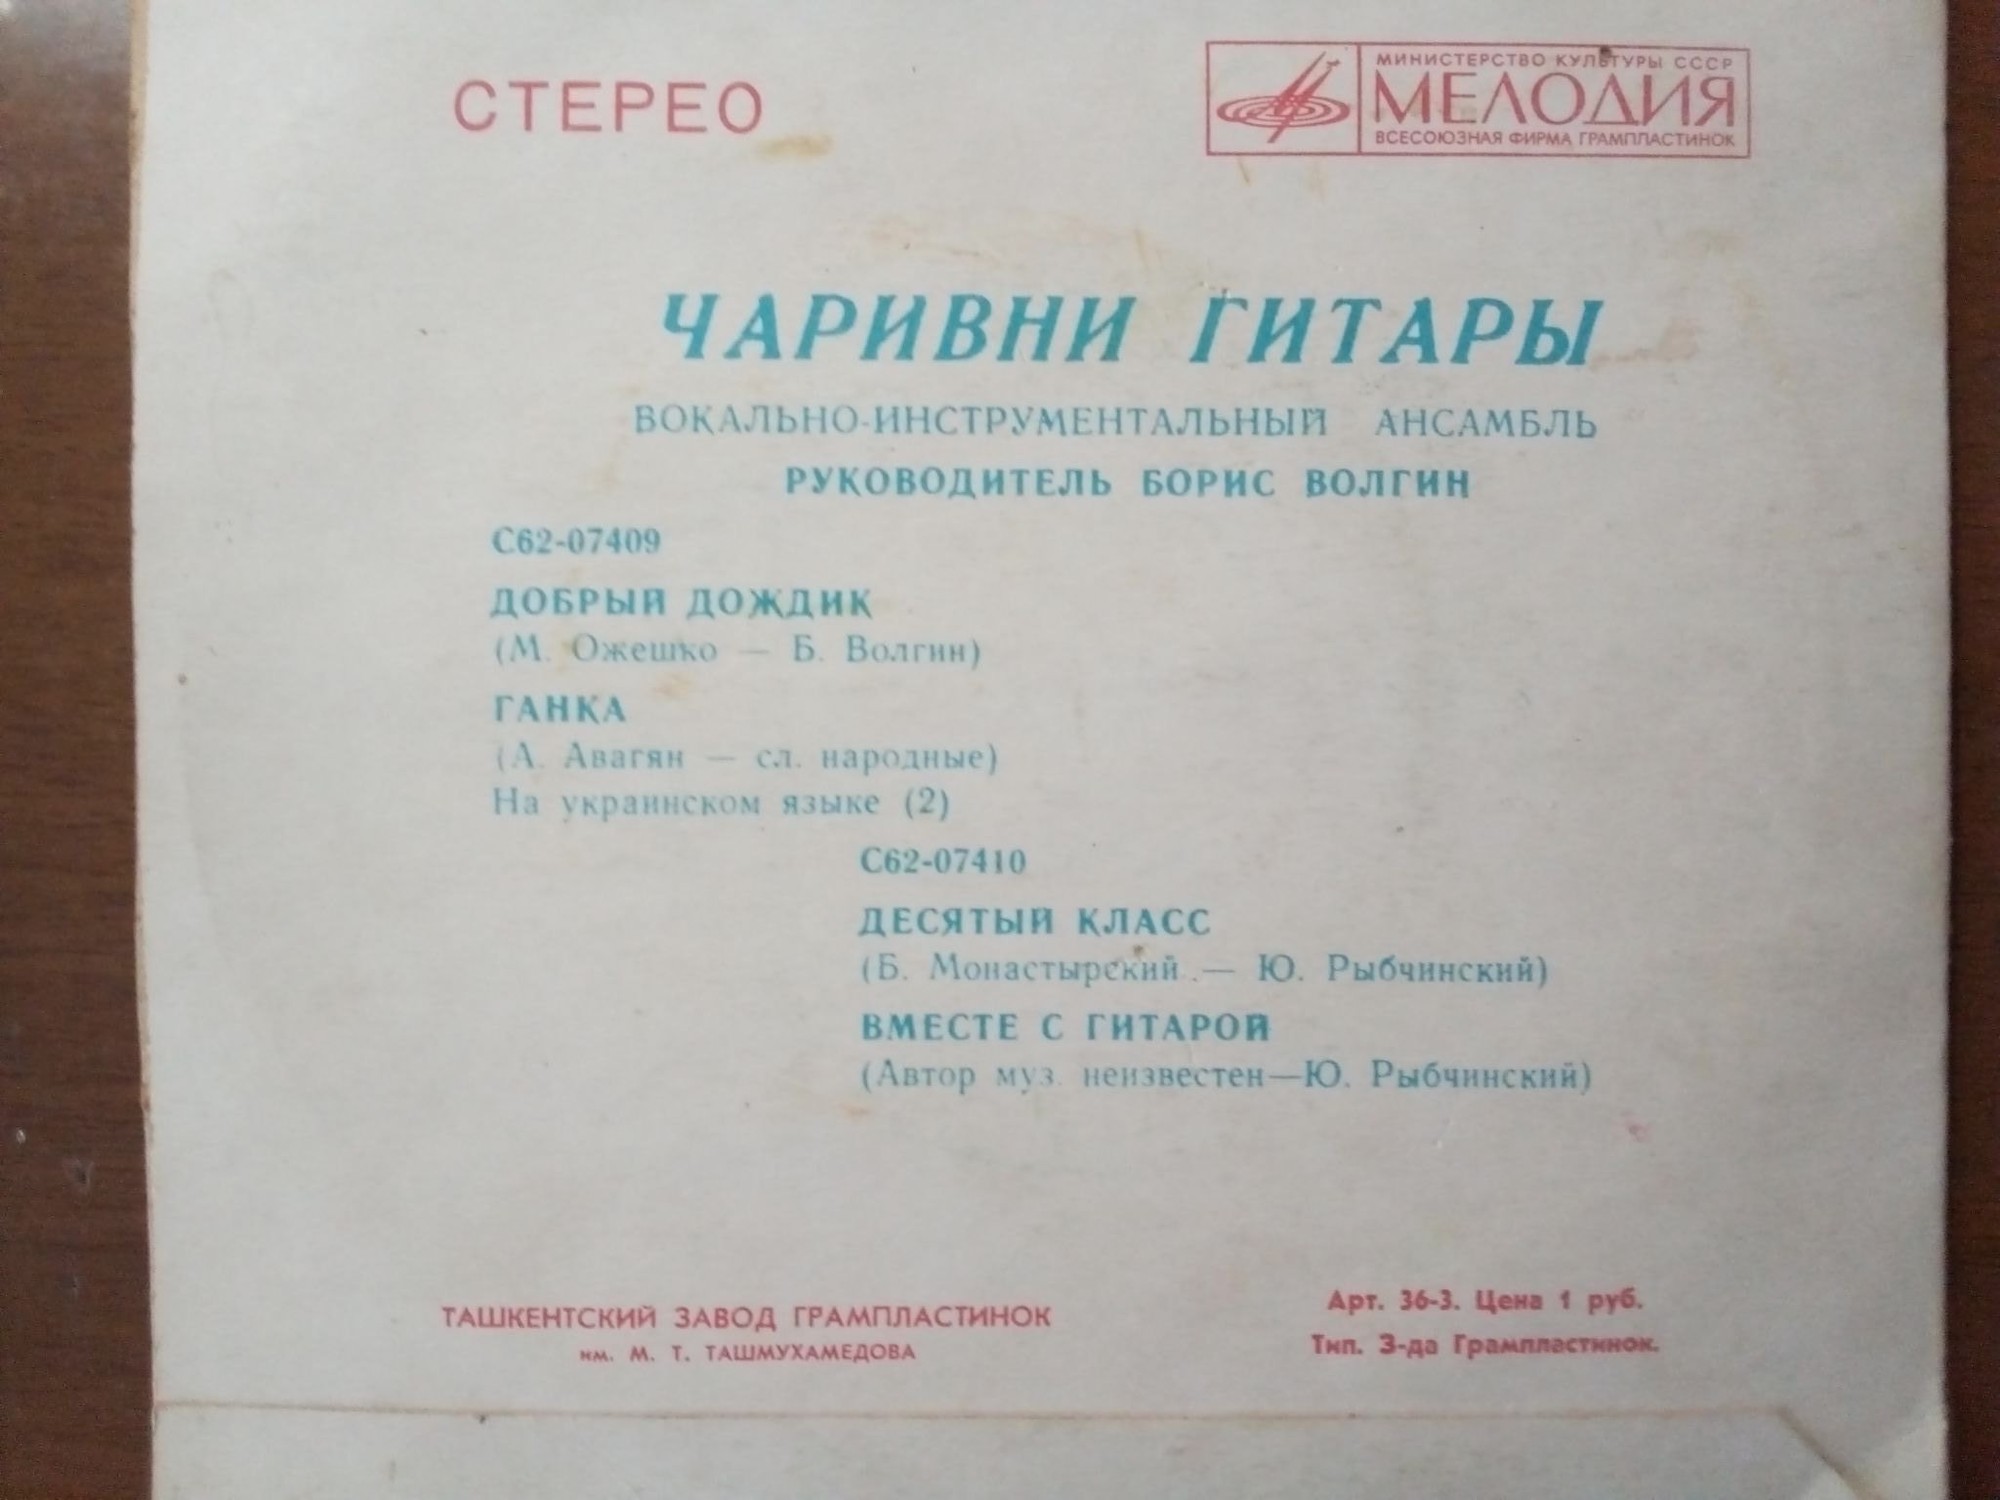 СТЕРЕО
МИНИСТЕРСТВО КУЛЬТУРЫ СССР
МЕЛОДИЯ
ВСЕСОЮЗНАЯ ФИРМА ГРАМПЛАСТИНОК
ЧАРИВНИ ГИТАРЫ
ВОКАЛЬНО-ИНСТРУМЕНТАЛЬНЫЙ АНСАМБЛЬ
РУКОВОДИТЕЛЬ БОРИС ВОЛГИН
С62-07409
ДОБРЫЙ ДОЖДИК
(М. Ожешко — Б. Волгин)
ГАНКА
(А. Авагян — сл. народные)
На украинском языке (2)
С62-07410
ДЕСЯТЫЙ КЛАСС
(Б. Монастырский — Ю. Рыбчинский)
ВМЕСТЕ С ГИТАРОЙ
(Автор муз. неизвестен—Ю. Рыбчинский)
ТАШКЕНТСКИЙ ЗАВОД ГРАМПЛАСТИНОК
им. М. Т. ТАШМУХАМЕДОВА
Арт. 36-3. Цена 1 руб.
Тип. З-да Грампластинок.